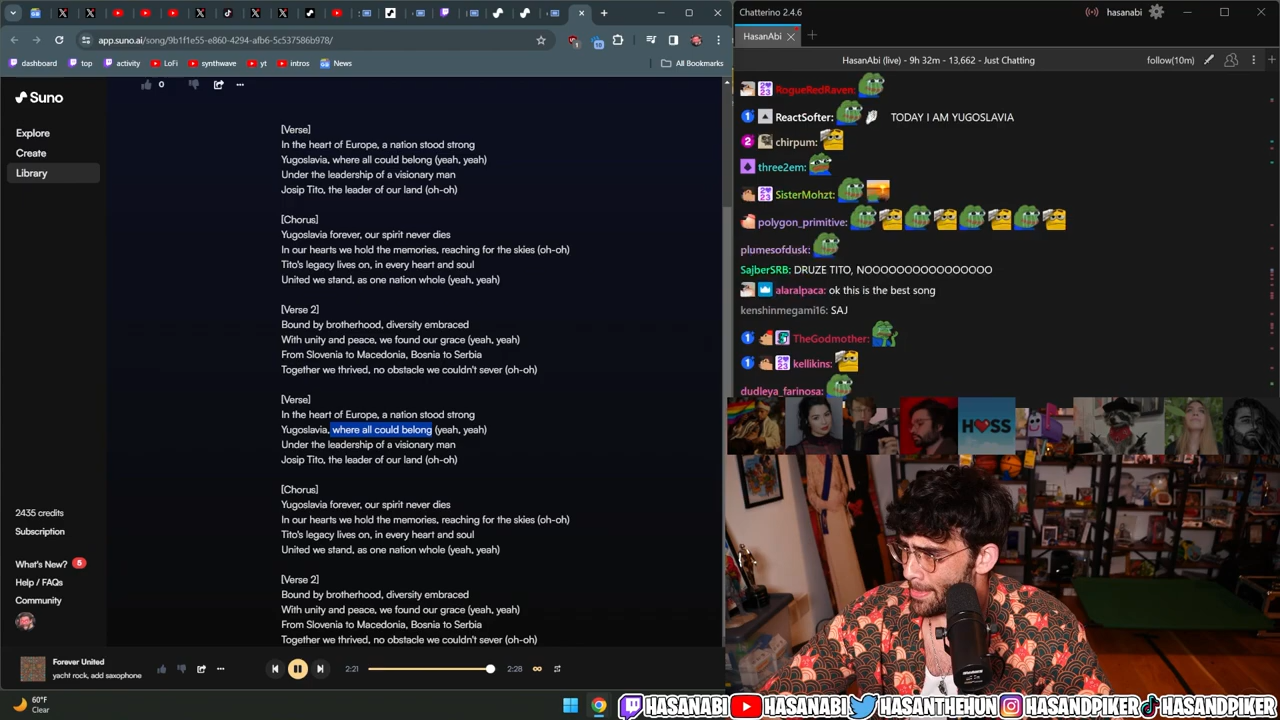 app.suno.ai/song/9b1f1e55-e860-4294-afb6-5c537586b978/
dashboard
top
activity
LoFi
synthwave
yt
intros
News
All Bookmarks
Suno
Explore
Create
Library
0
[Verse]
In the heart of Europe, a nation stood strong
Yugoslavia, where all could belong (yeah, yeah)
Under the leadership of a visionary man
Josip Tito, the leader of our land (oh-oh)
[Chorus]
Yugoslavia forever, our spirit never dies
In our hearts we hold the memories, reaching for the skies (oh-oh)
Tito's legacy lives on, in every heart and soul
United we stand, as one nation whole (yeah, yeah)
[Verse 2]
Bound by brotherhood, diversity embraced
With unity and peace, we found our grace (yeah, yeah)
From Slovenia to Macedonia, Bosnia to Serbia
Together we thrived, no obstacle we couldn't sever (oh-oh)
[Verse]
In the heart of Europe, a nation stood strong
Yugoslavia, where all could belong (yeah, yeah)
Under the leadership of a visionary man
Josip Tito, the leader of our land (oh-oh)
[Chorus]
Yugoslavia forever, our spirit never dies
In our hearts we hold the memories, reaching for the skies (oh-oh)
Tito's legacy lives on, in every heart and soul
United we stand, as one nation whole (yeah, yeah)
[Verse 2]
Bound by brotherhood, diversity embraced
With unity and peace, we found our grace (yeah, yeah)
From Slovenia to Macedonia, Bosnia to Serbia
Together we thrived, no obstacle we couldn't sever (oh-oh)
2435 credits
Subscription
What's New? 5
Help / FAQs
Community
Forever United
yacht rock, add saxophone
2:21
2:28
60°F
Clear
Chatterino 2.4.6
hasanabi
HasanAbi
HasanAbi (live) - 9h 32m - 13,662 - Just Chatting
follow(10m)
RogueRedRaven:
ReactSofter: TODAY I AM YUGOSLAVIA
chirpum:
three2em:
SisterMohzt:
polygon_primitive:
plumesofdusk:
SajberSRB: DRUZE TITO, NOOOOOOOOOOOOOOOO
alaralpaca: ok this is the best song
kenshinmegami16: SAJ
TheGodmother:
kellikins:
dudleya_farinosa:
H SS
HASANABI
HASANABI
HASANTHEHUN
HASANDPIKER
HASANDPIKER